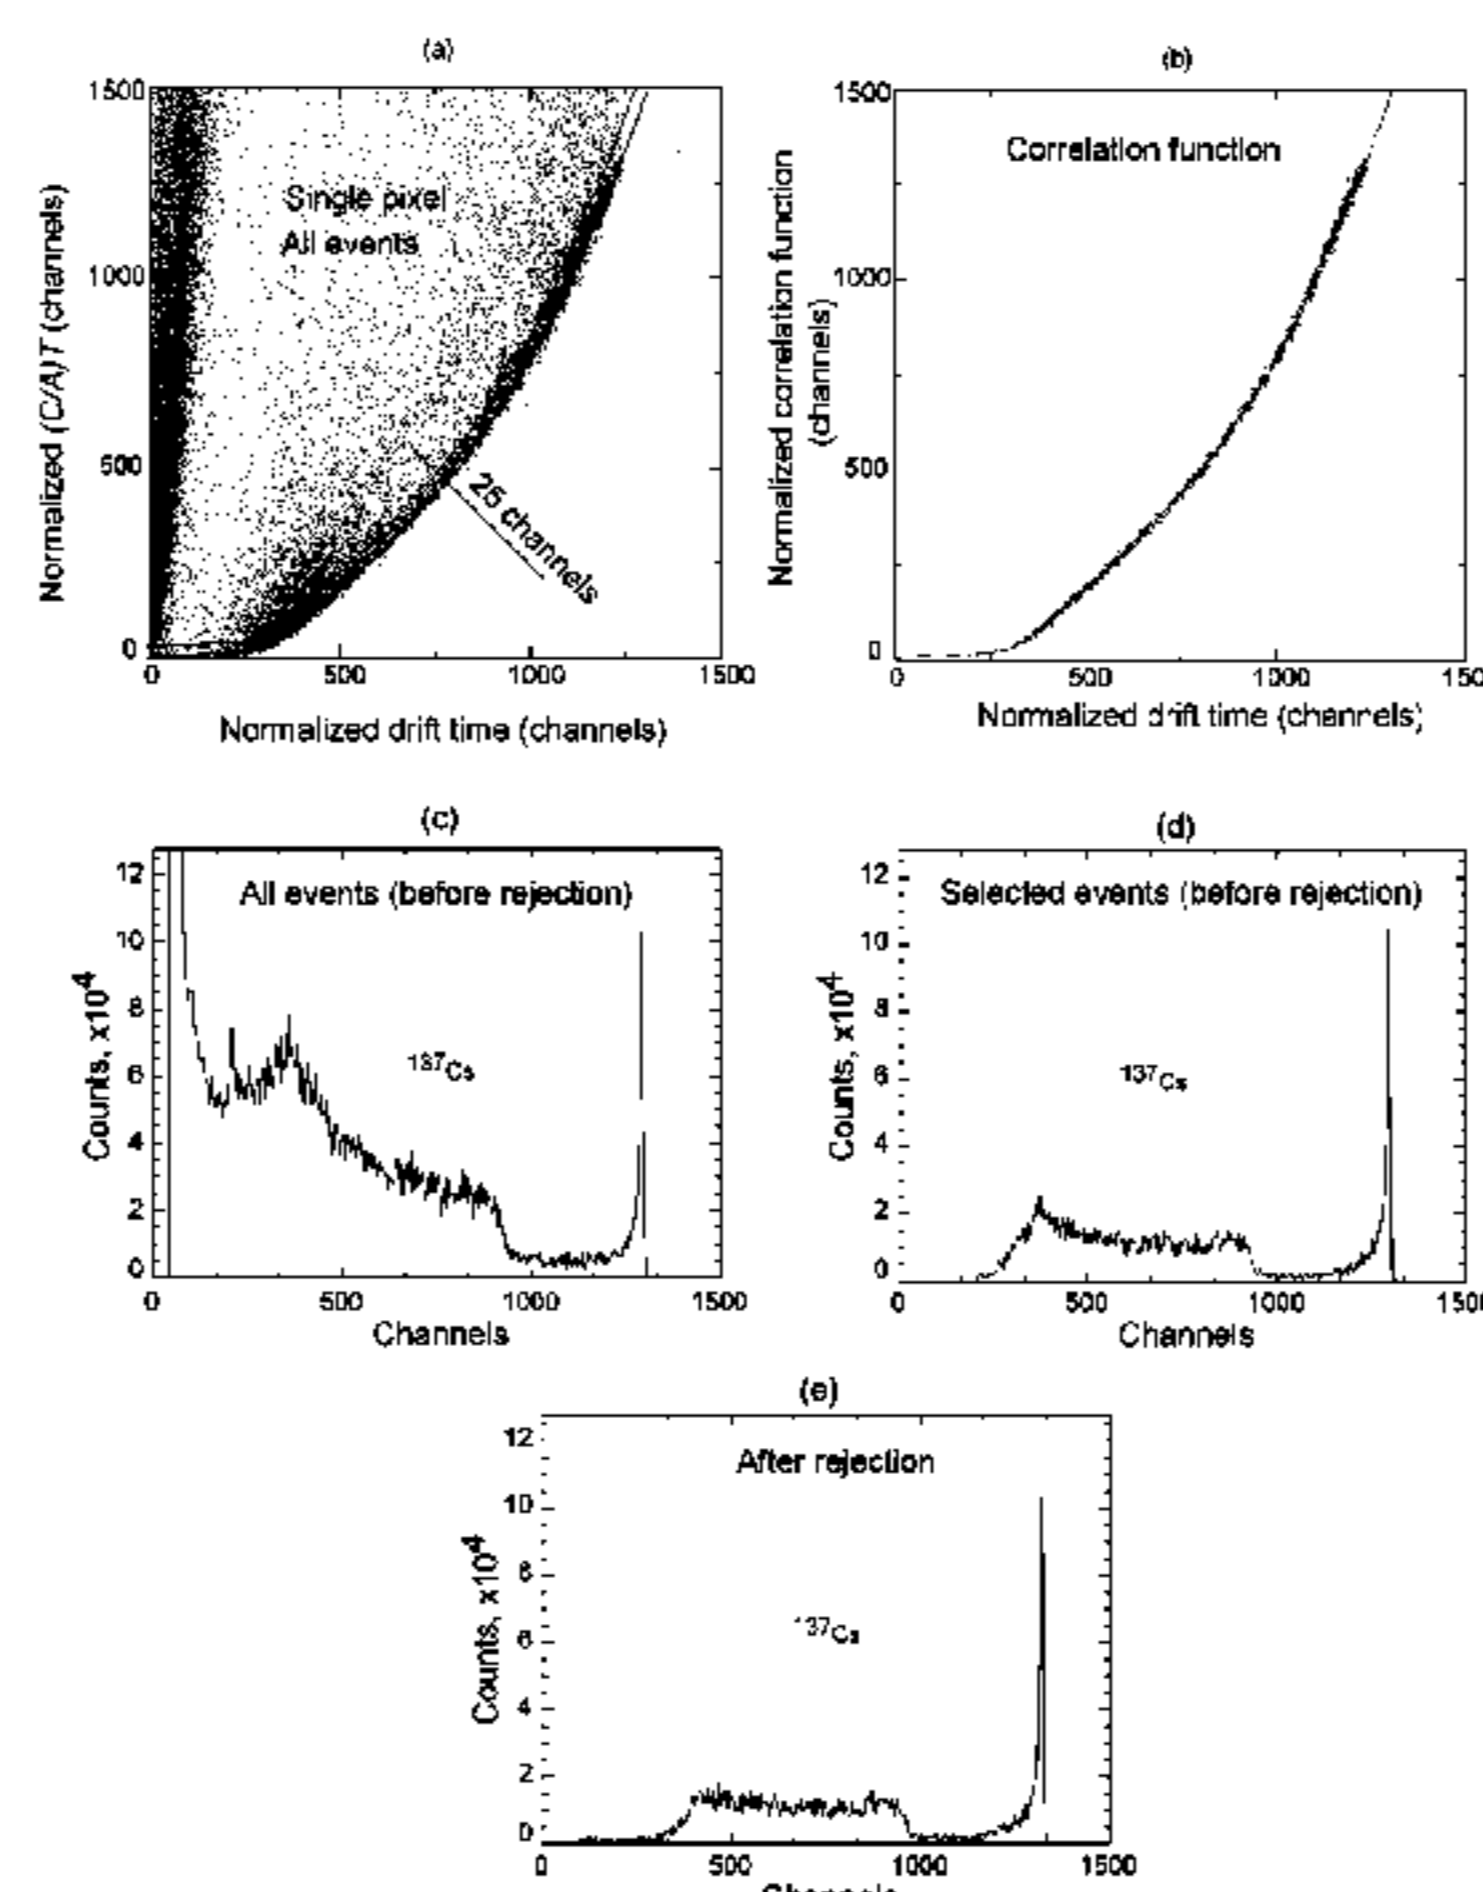 (a)
1500
1000
500
0
Normalized (C/A)T (channels)
Single pixel
All events
25 channels
0 500 1000 1500
Normalized drift time (channels)
(b)
1500
1000
500
0
Normalized correlation function
(channels)
Correlation function
0 500 1000
Normalized drift time (channels)
(c)
12
10
8
6
4
2
0
Counts, x10⁴
All events (before rejection)
¹³⁷Cs
0 500 1000 1500
Channels
(d)
12
10
8
6
4
2
0
Counts, x10⁴
Selected events (before rejection)
¹³⁷Cs
0 500 1000
Channels
(e)
12
10
8
6
4
2
0
Counts, x10⁴
After rejection
¹³⁷Cs
0 500 1000 1500
Channels